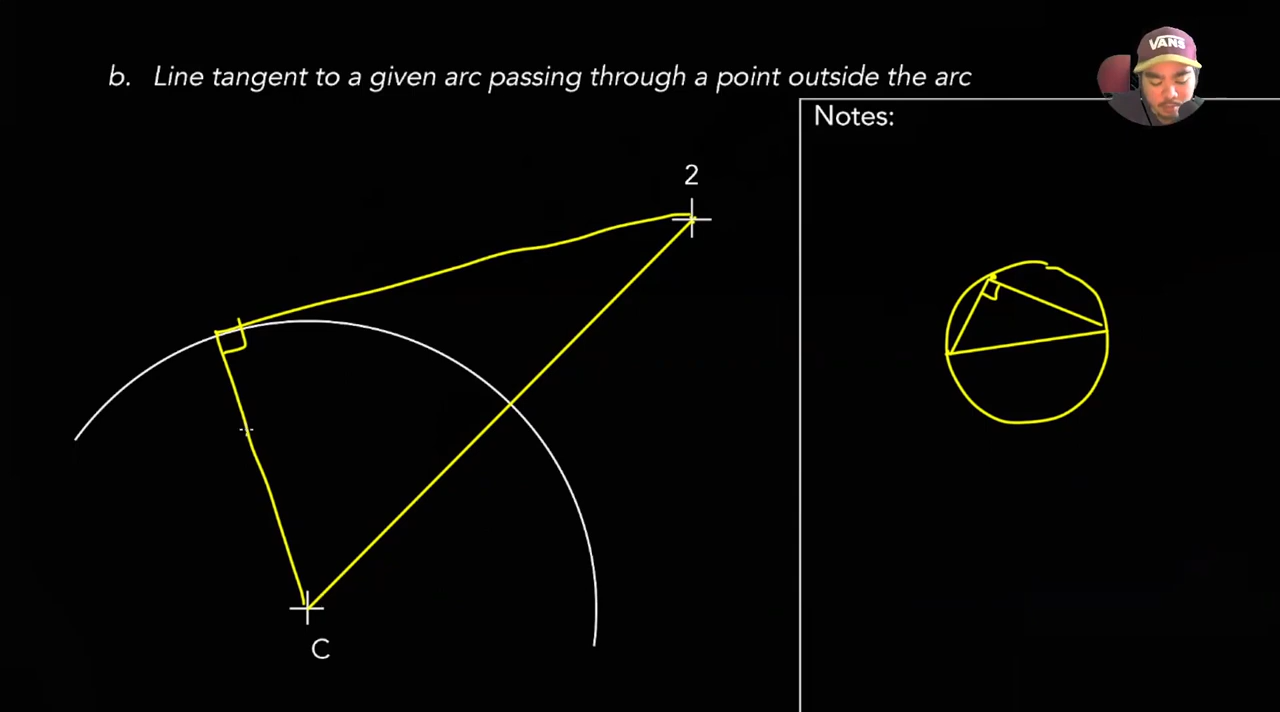 b. Line tangent to a given arc passing through a point outside the arc
VANS
Notes:
2
C